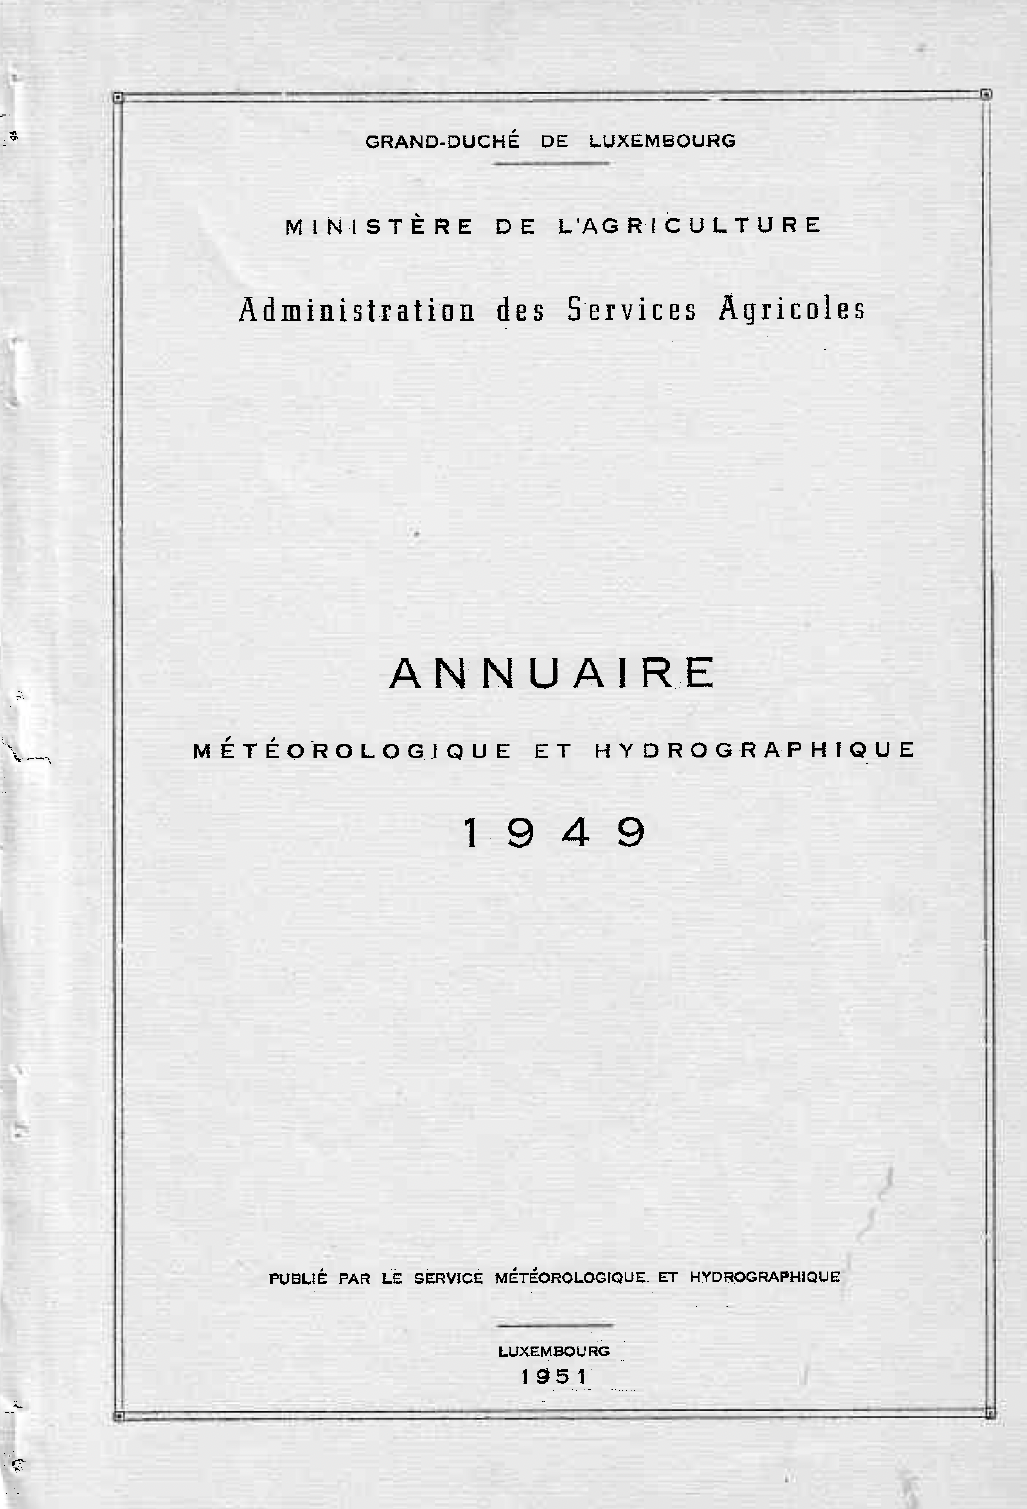 GRAND-DUCHÉ DE LUXEMBOURG
MINISTÈRE DE L'AGRICULTURE
Administration des Services Agricoles
ANNUAIRE
MÉTÉOROLOGIQUE ET HYDROGRAPHIQUE
1949
PUBLIÉ PAR LE SERVICE MÉTÉOROLOGIQUE ET HYDROGRAPHIQUE
LUXEMBOURG
1951